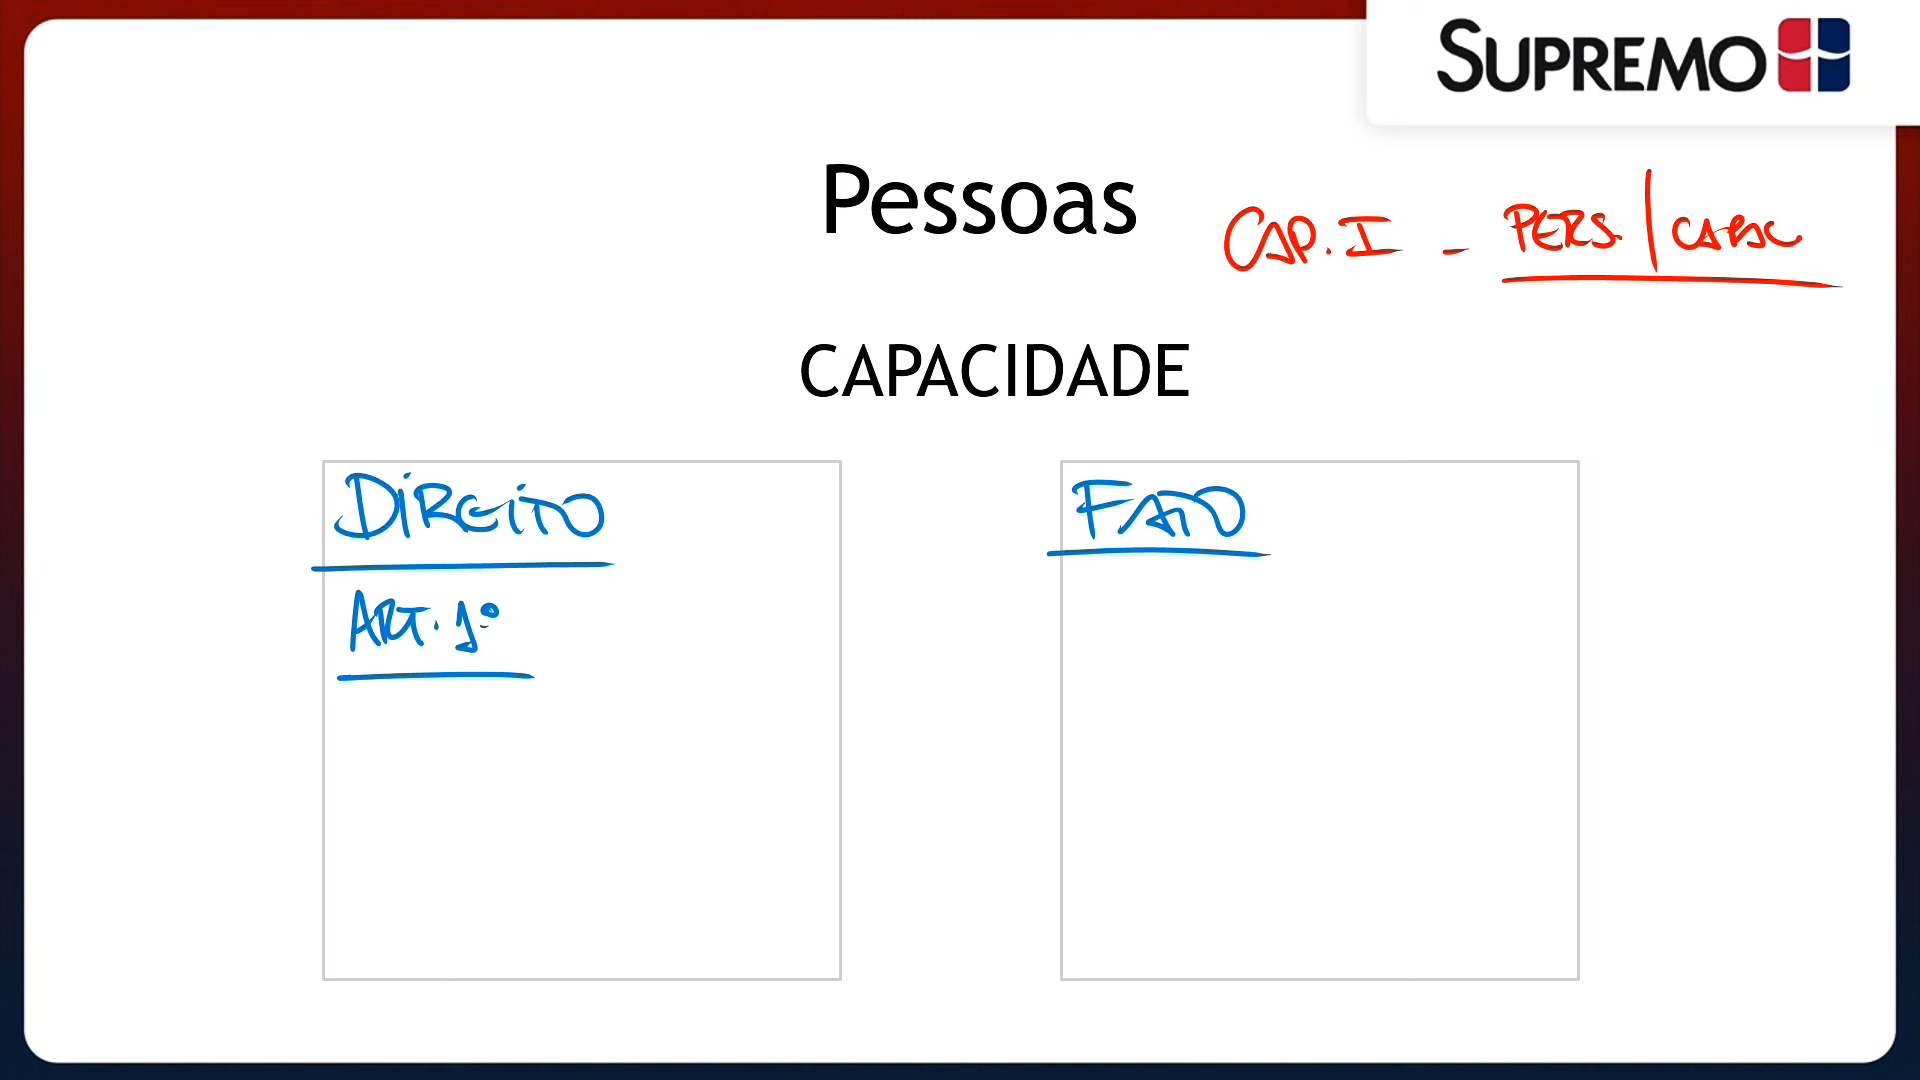 SUPREMO
Pessoas
CAP. I - PERS. / CAPAC
CAPACIDADE
DIREITO
FATO
ART. 1º